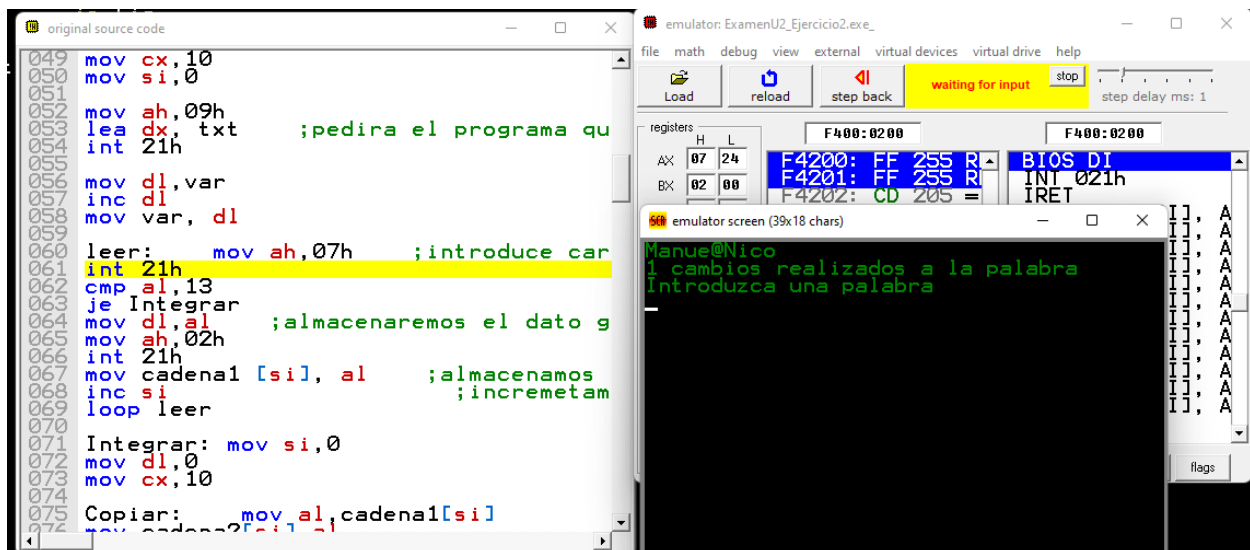 original source code
049 mov cx,10
050 mov si,0
051
052 mov ah,09h
053 lea dx, txt ;pedira el programa qu
054 int 21h
055
056 mov dl,var
057 inc dl
058 mov var, dl
059
060 leer: mov ah,07h ;introduce car
061 int 21h
062 cmp al,13
063 je Integrar
064 mov dl,al ;almacenaremos el dato g
065 mov ah,02h
066 int 21h
067 mov cadena1 [si], al ;almacenamos
068 inc si ;incremetam
069 loop leer
070
071 Integrar: mov si,0
072 mov dl,0
073 mov cx,10
074
075 Copiar: mov al,cadena1[si]
076 mov cadena2[si],al
emulator: ExamenU2_Ejercicio2.exe_
file math debug view external virtual devices virtual drive help
Load reload step back waiting for input stop step delay ms: 1
registers F400:0200 F400:0200
H L
AX 07 24
BX 02 00
F4200: FF 255 R
F4201: FF 255 R
F4202: CD 205 =
BIOS DI
INT 021h
IRET
SCR emulator screen (39x18 chars)
Manue@Nico
1 cambios realizados a la palabra
Introduzca una palabra
I], A
I], A
I], A
I], A
I], A
I], A
I], A
I], A
I], A
I], A
I], A
flags